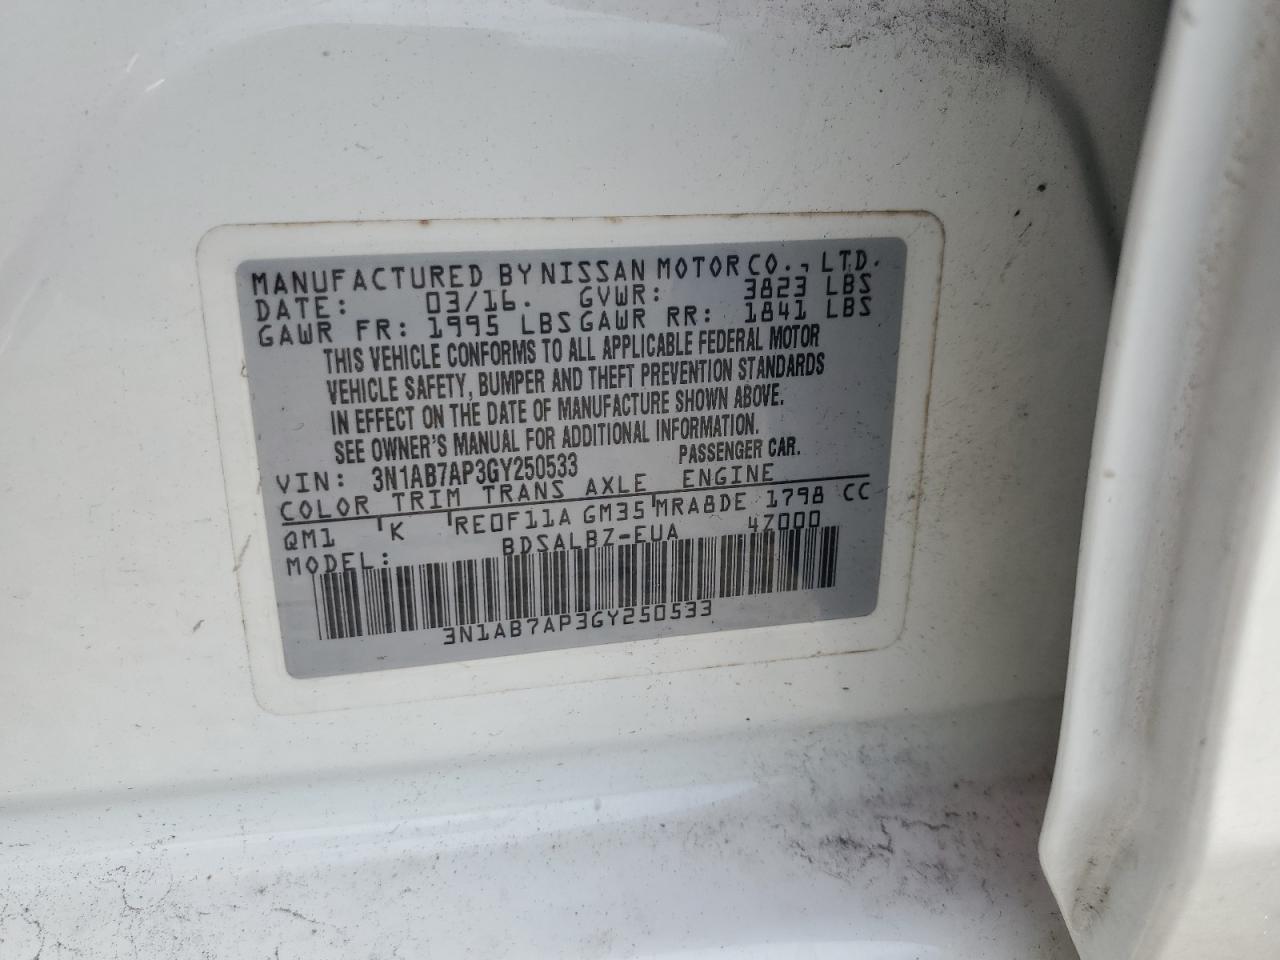 MANUFACTURED BY NISSAN MOTOR CO., LTD.
DATE: 03/16. GVWR: 3823 LBS
GAWR FR: 1995 LBS GAWR RR: 1841 LBS
THIS VEHICLE CONFORMS TO ALL APPLICABLE FEDERAL MOTOR
VEHICLE SAFETY, BUMPER AND THEFT PREVENTION STANDARDS
IN EFFECT ON THE DATE OF MANUFACTURE SHOWN ABOVE.
SEE OWNER'S MANUAL FOR ADDITIONAL INFORMATION.
VIN: 3N1AB7AP3GY250533 PASSENGER CAR.
COLOR TRIM TRANS AXLE ENGINE
QM1 K RE0F11A GM35 MRA8DE 1798 CC
MODEL: BDSALBZ-EUA 4Z000
3N1AB7AP3GY250533